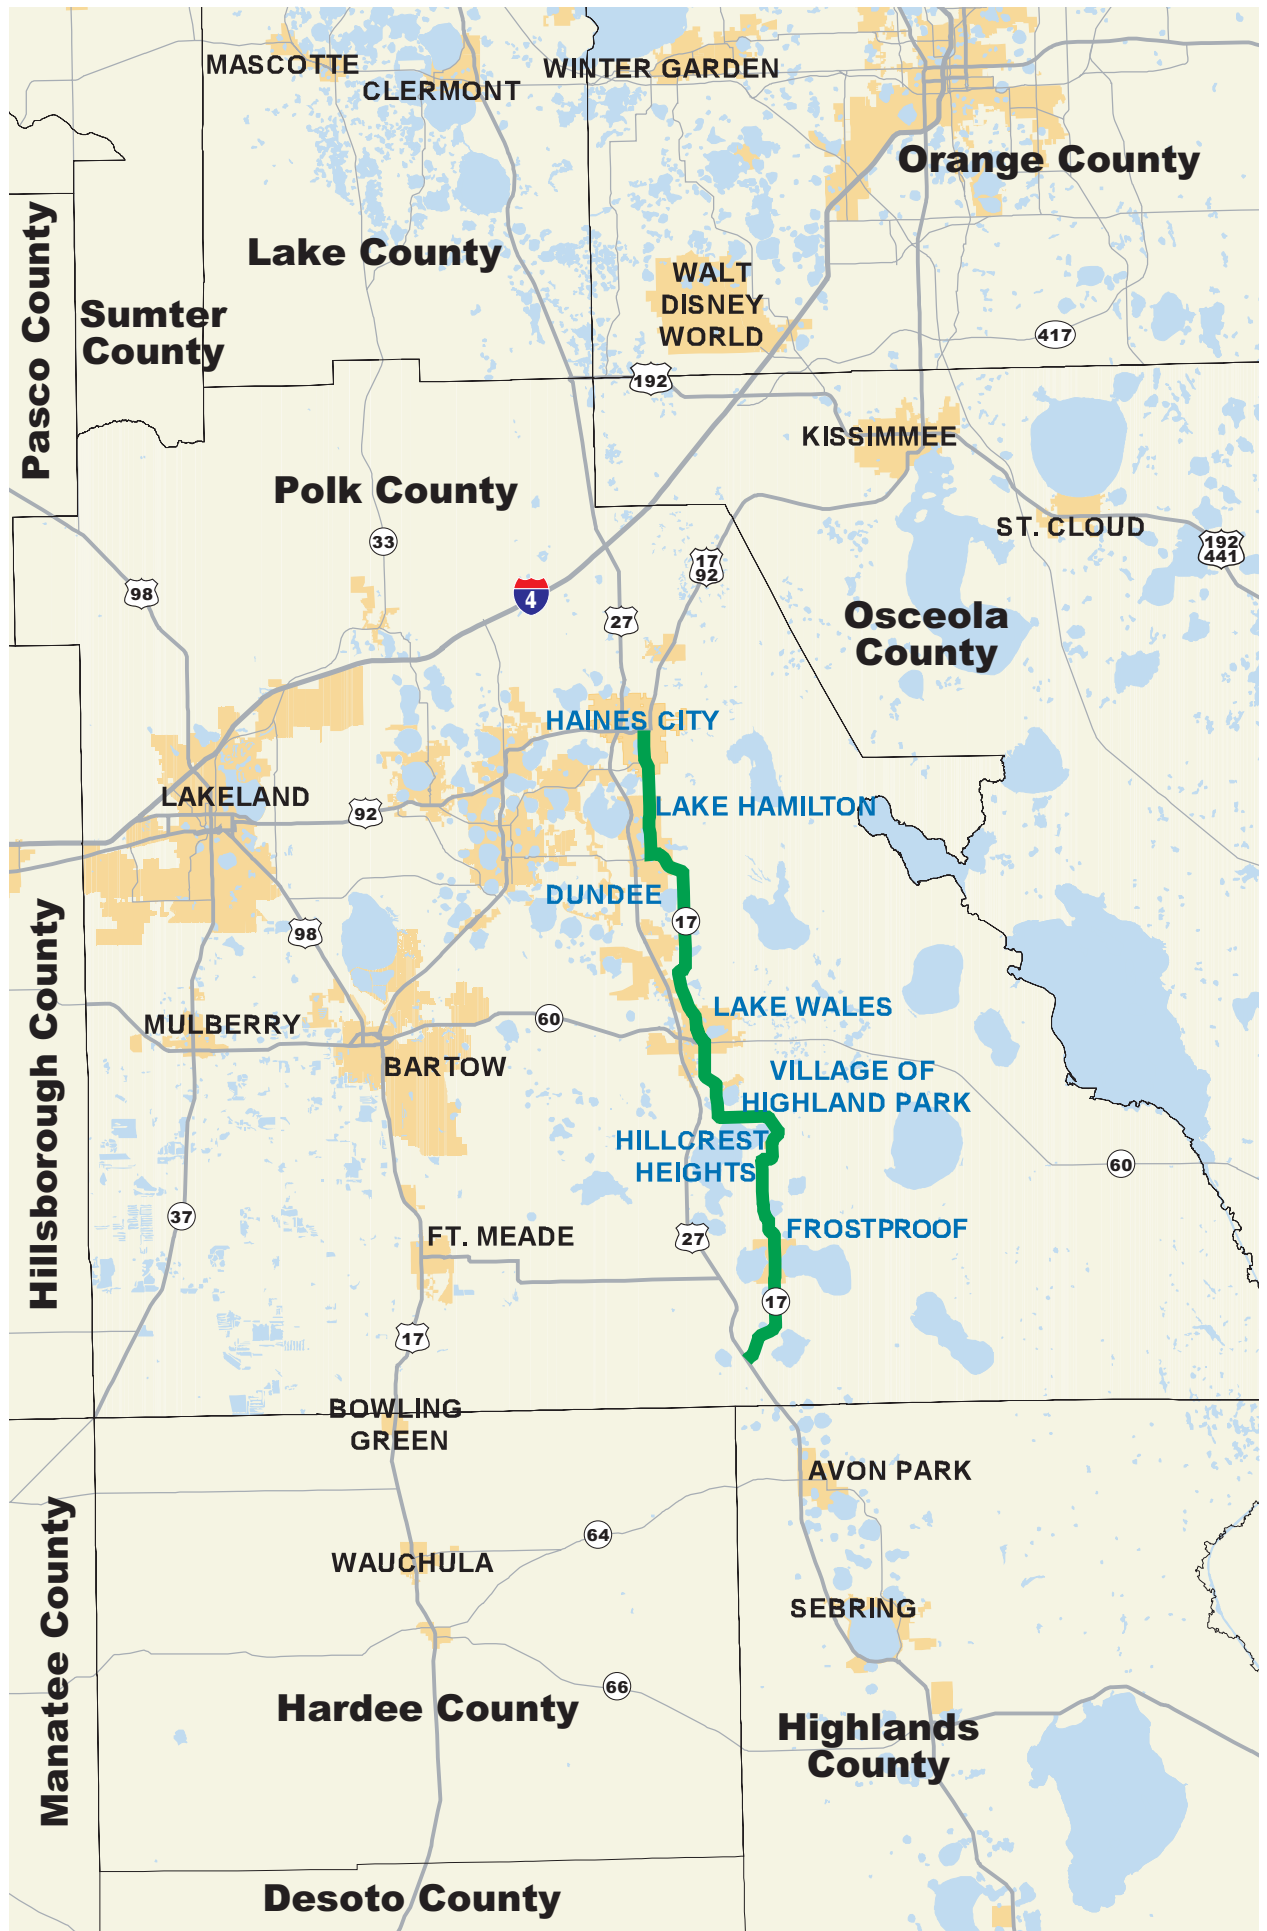 MASCOTTE
CLERMONT
WINTER GARDEN
Orange County
Lake County
WALT
DISNEY
WORLD
Pasco County
Sumter
County
417
192
KISSIMMEE
Polk County
ST. CLOUD
33
192
441
17
92
98
4
27
Osceola
County
HAINES CITY
LAKELAND
92
LAKE HAMILTON
DUNDEE
17
98
Hillsborough County
LAKE WALES
MULBERRY
60
BARTOW
VILLAGE OF
HIGHLAND PARK
HILLCREST
HEIGHTS
60
37
FT. MEADE
27
FROSTPROOF
17
17
BOWLING
GREEN
AVON PARK
Manatee County
64
WAUCHULA
SEBRING
66
Hardee County
Highlands
County
Desoto County